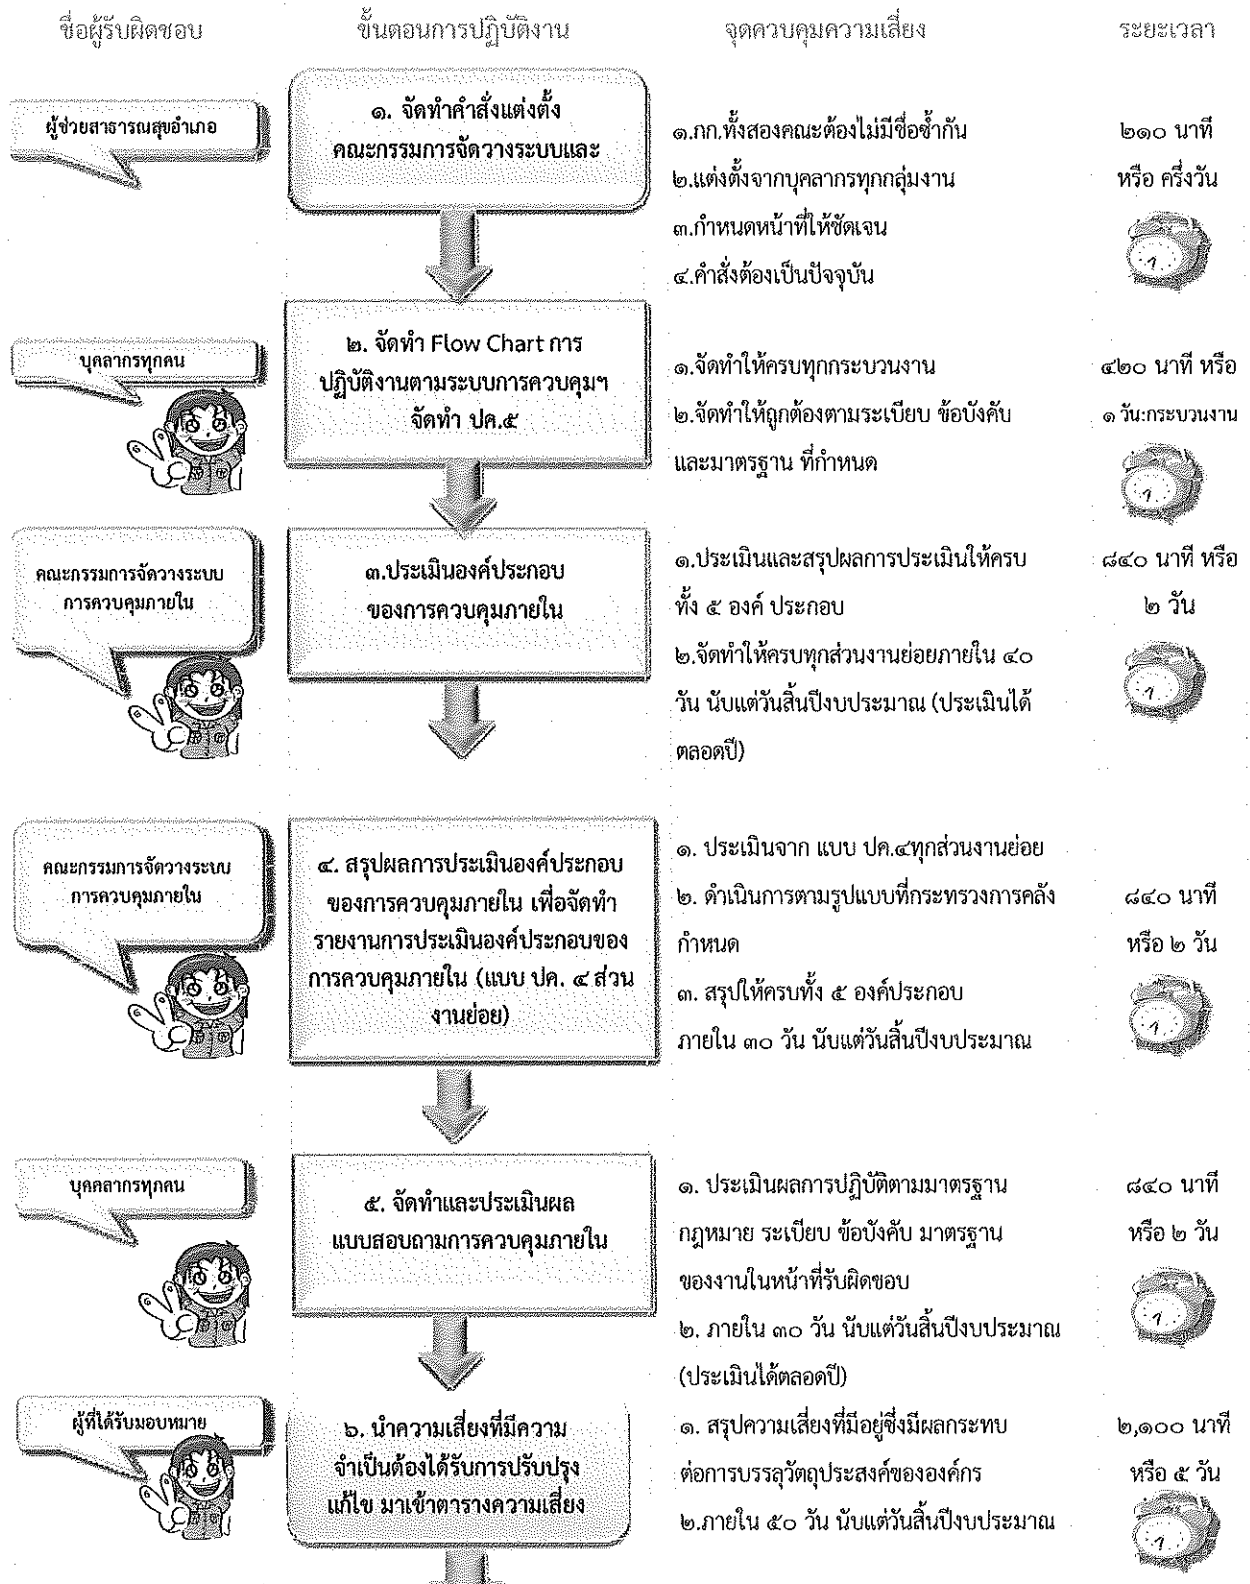 ชื่อผู้รับผิดชอบ
ขั้นตอนการปฏิบัติงาน
จุดควบคุมความเสี่ยง
ระยะเวลา
ผู้ช่วยสาธารณสุขอำเภอ
๑. จัดทำคำสั่งแต่งตั้ง
คณะกรรมการจัดวางระบบและ
๑.กก.ทั้งสองคณะต้องไม่มีชื่อซ้ำกัน
๒.แต่งตั้งจากบุคลากรทุกกลุ่มงาน
๓.กำหนดหน้าที่ให้ชัดเจน
๔.คำสั่งต้องเป็นปัจจุบัน
๒๑๐ นาที
หรือ ครึ่งวัน
บุคลากรทุกคน
๒. จัดทำ Flow Chart การ
ปฏิบัติงานตามระบบการควบคุมฯ
จัดทำ ปค.๕
๑.จัดทำให้ครบทุกกระบวนงาน
๒.จัดทำให้ถูกต้องตามระเบียบ ข้อบังคับ
และมาตรฐาน ที่กำหนด
๔๒๐ นาที หรือ
๑ วัน:กระบวนงาน
คณะกรรมการจัดวางระบบ
การควบคุมภายใน
๓.ประเมินองค์ประกอบ
ของการควบคุมภายใน
๑.ประเมินและสรุปผลการประเมินให้ครบ
ทั้ง ๕ องค์ ประกอบ
๒.จัดทำให้ครบทุกส่วนงานย่อยภายใน ๔๐
วัน นับแต่วันสิ้นปีงบประมาณ (ประเมินได้
ตลอดปี)
๘๔๐ นาที หรือ
๒ วัน
คณะกรรมการจัดวางระบบ
การควบคุมภายใน
๔. สรุปผลการประเมินองค์ประกอบ
ของการควบคุมภายใน เพื่อจัดทำ
รายงานการประเมินองค์ประกอบของ
การควบคุมภายใน (แบบ ปค. ๔ ส่วน
งานย่อย)
๑. ประเมินจาก แบบ ปค.๔ทุกส่วนงานย่อย
๒. ดำเนินการตามรูปแบบที่กระทรวงการคลัง
กำหนด
๓. สรุปให้ครบทั้ง ๕ องค์ประกอบ
ภายใน ๓๐ วัน นับแต่วันสิ้นปีงบประมาณ
๘๔๐ นาที
หรือ ๒ วัน
บุคคลากรทุกคน
๕. จัดทำและประเมินผล
แบบสอบถามการควบคุมภายใน
๑. ประเมินผลการปฏิบัติตามมาตรฐาน
กฎหมาย ระเบียบ ข้อบังคับ มาตรฐาน
ของงานในหน้าที่รับผิดชอบ
๒. ภายใน ๓๐ วัน นับแต่วันสิ้นปีงบประมาณ
(ประเมินได้ตลอดปี)
๘๔๐ นาที
หรือ ๒ วัน
ผู้ที่ได้รับมอบหมาย
๖. นำความเสี่ยงที่มีความ
จำเป็นต้องได้รับการปรับปรุง
แก้ไข มาเข้าตารางความเสี่ยง
๑. สรุปความเสี่ยงที่มีอยู่ซึ่งมีผลกระทบ
ต่อการบรรลุวัตถุประสงค์ขององค์กร
๒.ภายใน ๕๐ วัน นับแต่วันสิ้นปีงบประมาณ
๒,๑๐๐ นาที
หรือ ๕ วัน